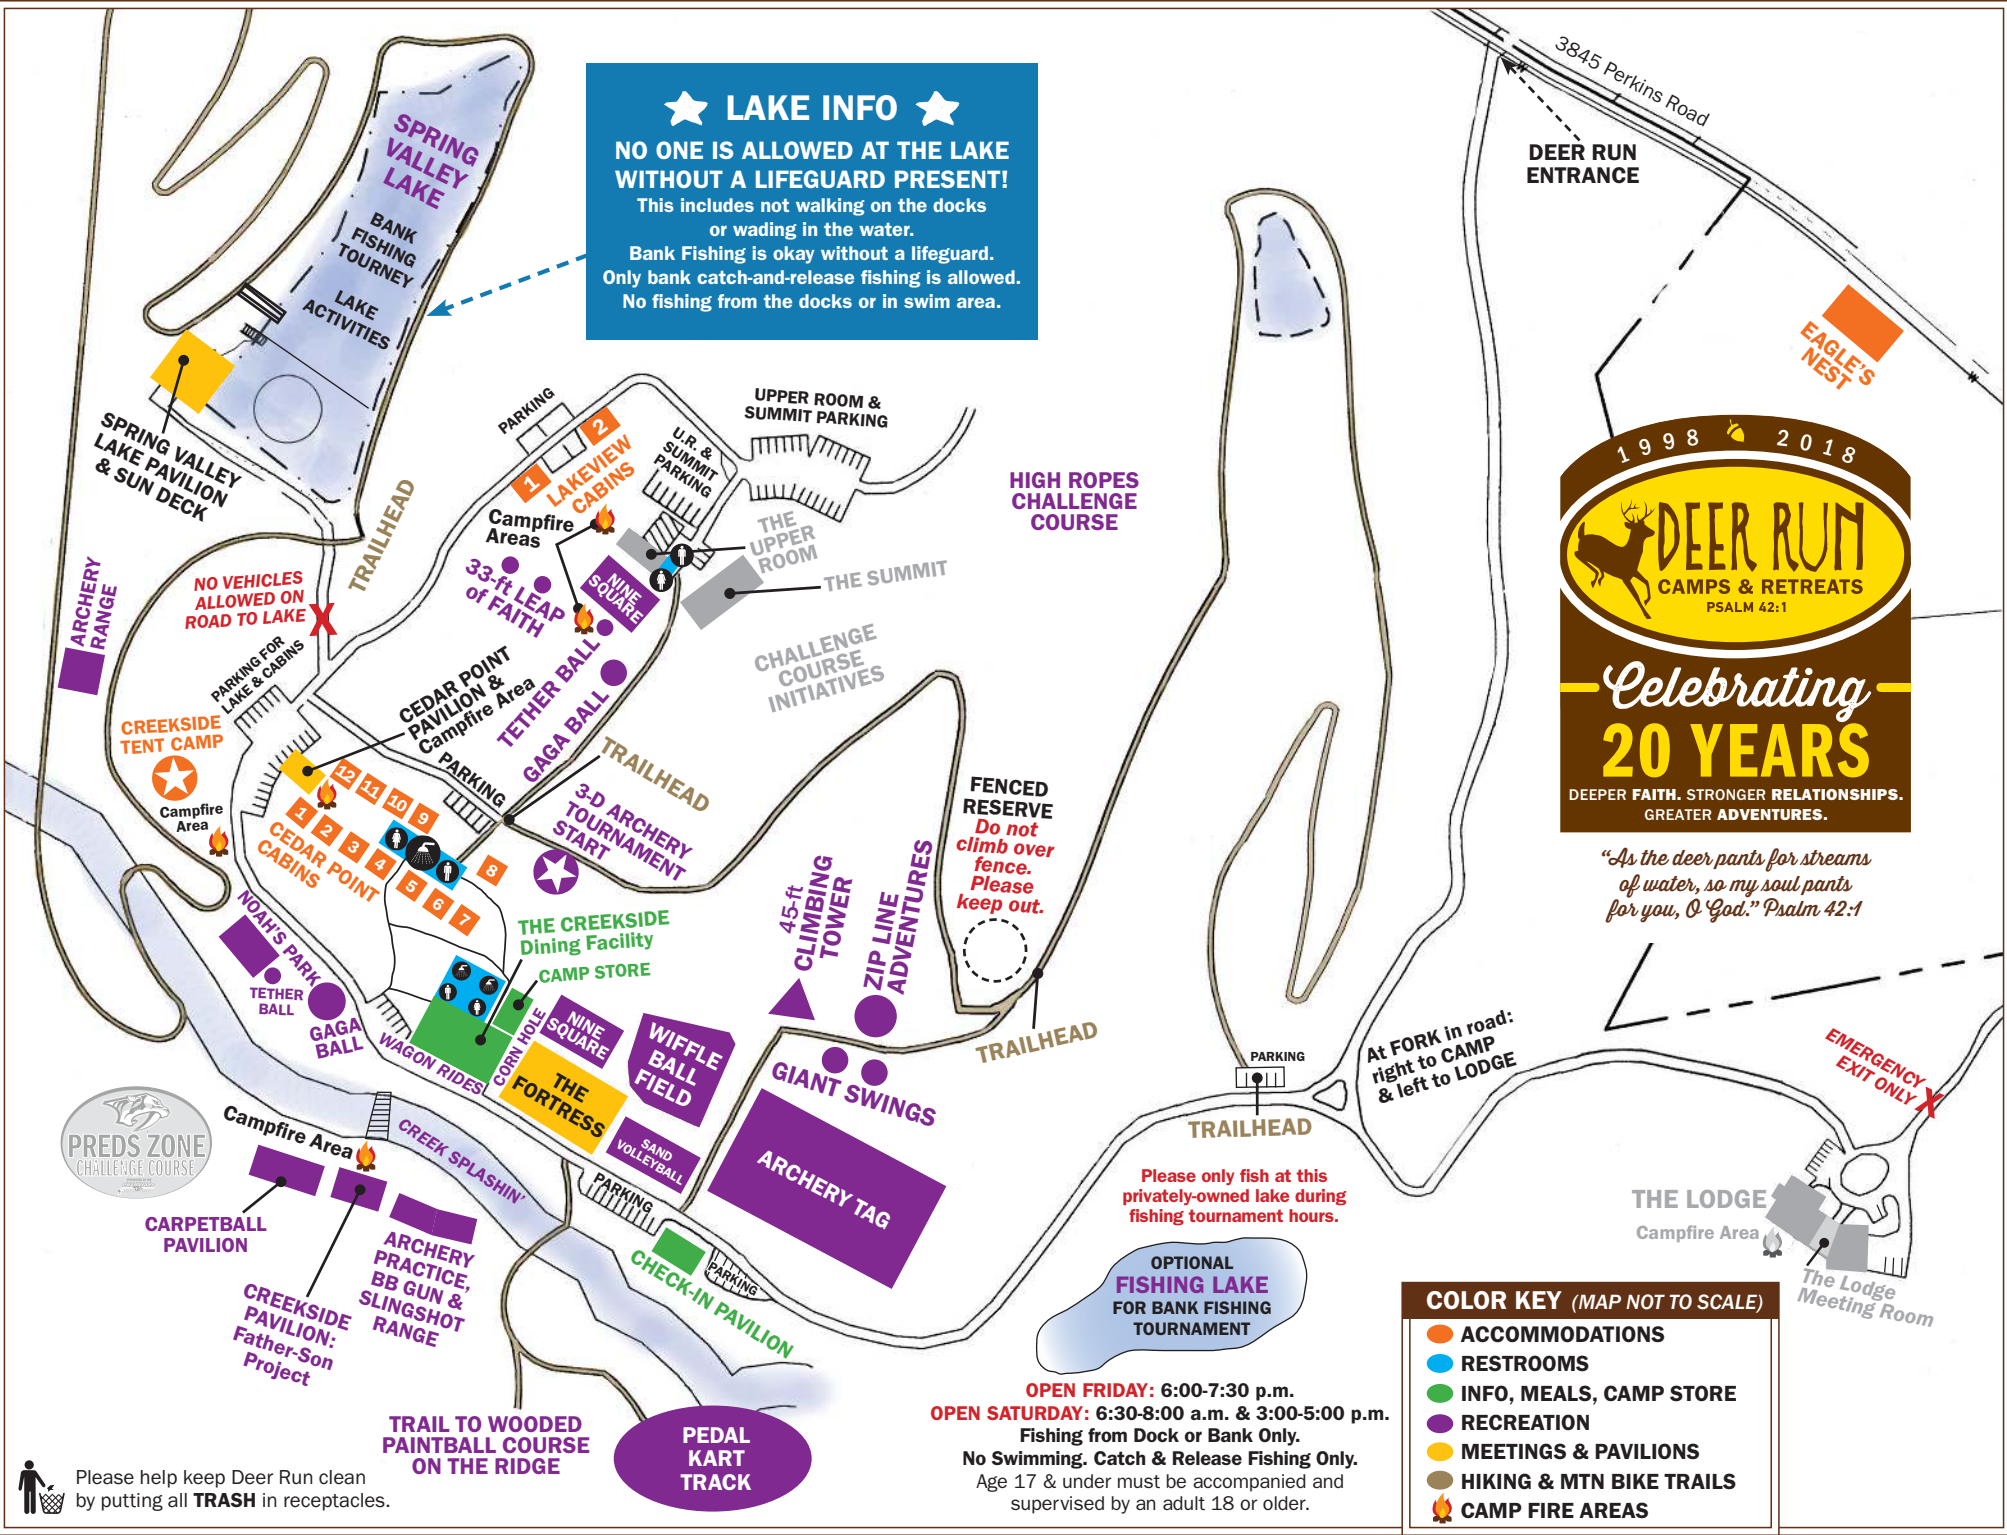 3845 Perkins Road
DEER RUN
ENTRANCE
★ LAKE INFO ★
NO ONE IS ALLOWED AT THE LAKE
WITHOUT A LIFEGUARD PRESENT!
This includes not walking on the docks
or wading in the water.
Bank Fishing is okay without a lifeguard.
Only bank catch-and-release fishing is allowed.
No fishing from the docks or in swim area.
SPRING
VALLEY
LAKE
BANK
FISHING
TOURNEY
LAKE
ACTIVITIES
SPRING VALLEY
LAKE PAVILION
& SUN DECK
TRAILHEAD
PARKING
2
1
LAKEVIEW
CABINS
U.R. &
SUMMIT
PARKING
UPPER ROOM &
SUMMIT PARKING
Campfire
Areas
THE
UPPER
ROOM
THE SUMMIT
33-ft LEAP
of FAITH
NINE
SQUARE
TETHER BALL
GAGA BALL
CHALLENGE
COURSE
INITIATIVES
HIGH ROPES
CHALLENGE
COURSE
EAGLE'S
NEST
1998 2018
DEER RUN
CAMPS & RETREATS
PSALM 42:1
Celebrating
20 YEARS
DEEPER FAITH. STRONGER RELATIONSHIPS.
GREATER ADVENTURES.
“As the deer pants for streams
of water, so my soul pants
for you, O God.” Psalm 42:1
ARCHERY
RANGE
NO VEHICLES
ALLOWED ON
ROAD TO LAKE
X
PARKING FOR
LAKE & CABINS
CREEKSIDE
TENT CAMP
Campfire
Area
CEDAR POINT
PAVILION &
Campfire Area
PARKING
TRAILHEAD
12
11
10
9
1
2
3
4
5
6
7
8
CEDAR POINT
CABINS
3-D ARCHERY
TOURNAMENT
START
NOAH'S PARK
TETHER
BALL
GAGA
BALL
THE CREEKSIDE
Dining Facility
CAMP STORE
WAGON RIDES
CORN HOLE
NINE
SQUARE
THE
FORTRESS
WIFFLE
BALL
FIELD
SAND
VOLLEYBALL
45-ft
CLIMBING
TOWER
ZIP LINE
ADVENTURES
FENCED
RESERVE
Do not
climb over
fence.
Please
keep out.
TRAILHEAD
GIANT SWINGS
ARCHERY TAG
PARKING
TRAILHEAD
At FORK in road:
right to CAMP
& left to LODGE
EMERGENCY
EXIT ONLY
X
THE LODGE
Campfire Area
The Lodge
Meeting Room
PREDS ZONE
CHALLENGE COURSE
Campfire Area
CREEK SPLASHIN'
CARPETBALL
PAVILION
CREEKSIDE
PAVILION:
Father-Son
Project
ARCHERY
PRACTICE,
BB GUN &
SLINGSHOT
RANGE
PARKING
CHECK-IN PAVILION
PARKING
TRAIL TO WOODED
PAINTBALL COURSE
ON THE RIDGE
PEDAL
KART
TRACK
Please only fish at this
privately-owned lake during
fishing tournament hours.
OPTIONAL
FISHING LAKE
FOR BANK FISHING
TOURNAMENT
OPEN FRIDAY: 6:00-7:30 p.m.
OPEN SATURDAY: 6:30-8:00 a.m. & 3:00-5:00 p.m.
Fishing from Dock or Bank Only.
No Swimming. Catch & Release Fishing Only.
Age 17 & under must be accompanied and
supervised by an adult 18 or older.
COLOR KEY (MAP NOT TO SCALE)
ACCOMMODATIONS
RESTROOMS
INFO, MEALS, CAMP STORE
RECREATION
MEETINGS & PAVILIONS
HIKING & MTN BIKE TRAILS
CAMP FIRE AREAS
Please help keep Deer Run clean
by putting all TRASH in receptacles.